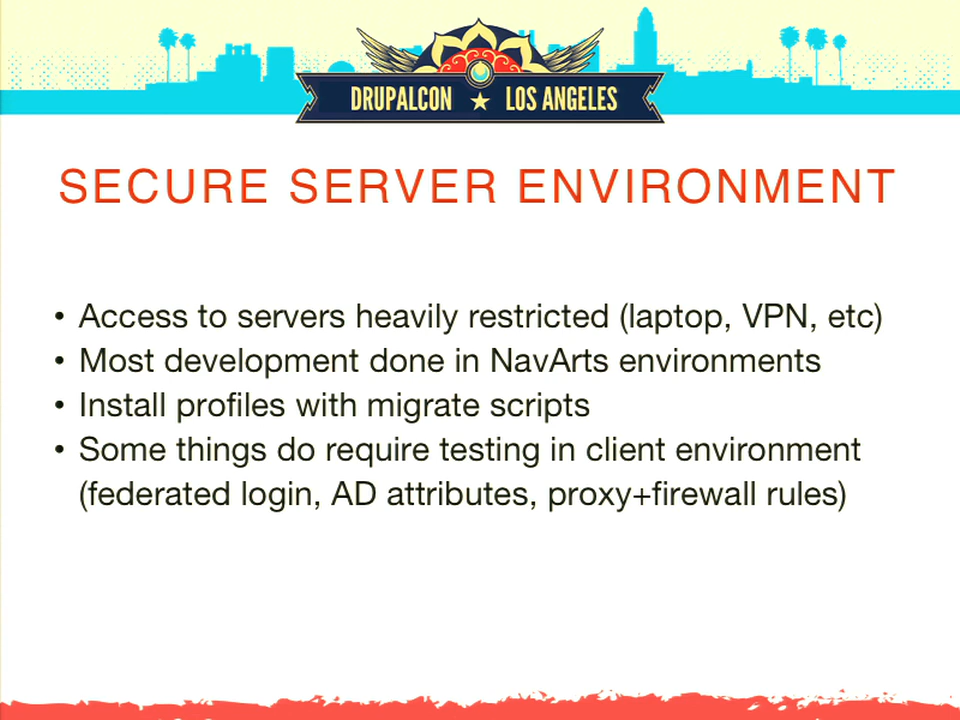 DRUPALCON ★ LOS ANGELES
SECURE SERVER ENVIRONMENT
• Access to servers heavily restricted (laptop, VPN, etc)
• Most development done in NavArts environments
• Install profiles with migrate scripts
• Some things do require testing in client environment
(federated login, AD attributes, proxy+firewall rules)